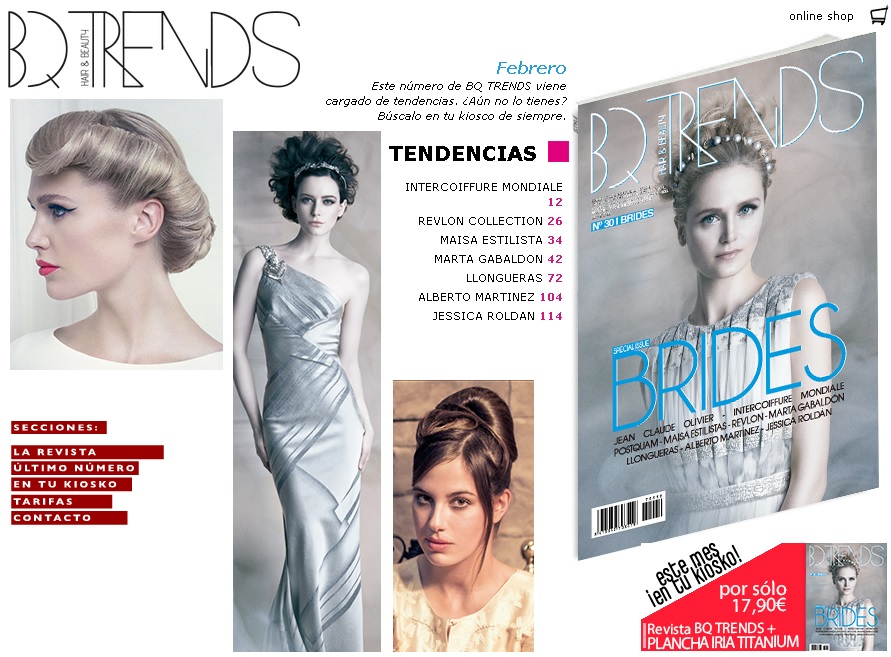 BQ TRENDS
HAIR & BEAUTY
online shop
Febrero
Este número de BQ TRENDS viene
cargado de tendencias. ¿Aún no lo tienes?
Búscalo en tu kiosco de siempre.
TENDENCIAS
INTERCOIFFURE MONDIALE
12
REVLON COLLECTION 26
MAISA ESTILISTA 34
MARTA GABALDON 42
LLONGUERAS 72
ALBERTO MARTINEZ 104
JESSICA ROLDAN 114
SECCIONES:
LA REVISTA
ÚLTIMO NÚMERO
EN TU KIOSKO
TARIFAS
CONTACTO
BQ TRENDS
HAIR & BEAUTY
Nº 30 I BRIDES
SPECIAL ISSUE
BRIDES
JEAN CLAUDE OLIVIER - INTERCOIFFURE MONDIALE
POSTQUAM - MAISA ESTILISTAS - REVLON - MARTA GABALDÓN
LLONGUERAS - ALBERTO MARTINEZ - JESSICA ROLDÁN
este mes
¡en tu kiosko!
por sólo
17,90€
Revista BQ TRENDS +
PLANCHA IRIA TITANIUM
BQ TRENDS
BRIDES